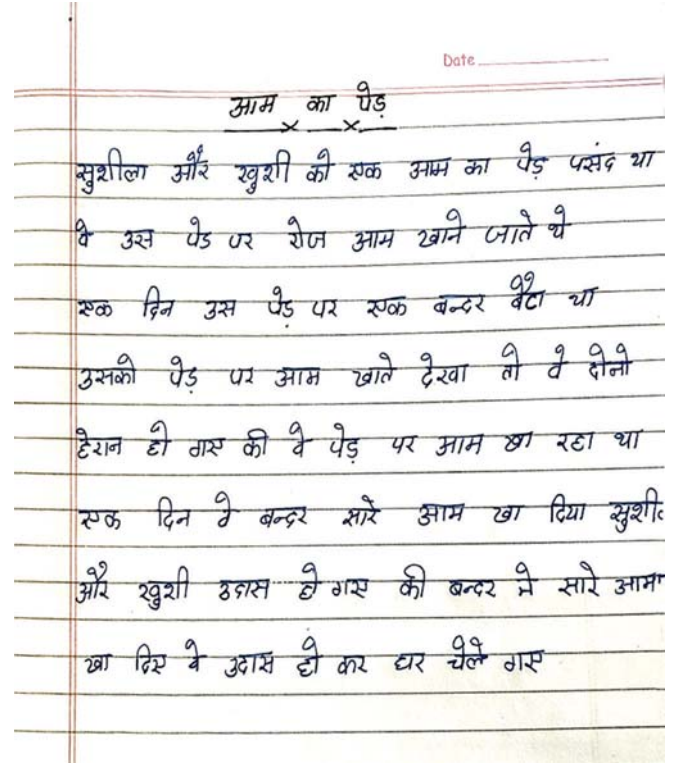 Date
आम का पेड़
सुशीला और खुशी को एक आम का पेड़ पसंद था
वे उस पेड पर रोज आम खाने जाते थे
एक दिन उस पेड़ पर एक बन्दर बैटा था
उसको पेड़ पर आम खाते देखा तो वे दोनो
हैरान हो गए की वे पेड़ पर आम खा रहा था
एक दिन वे बन्दर सारे आम खा दिया सुशील
और खुशी उदास हो गए की बन्दर ने सारे आमा
खा दिए वे उदास हो कर घर चेले गए